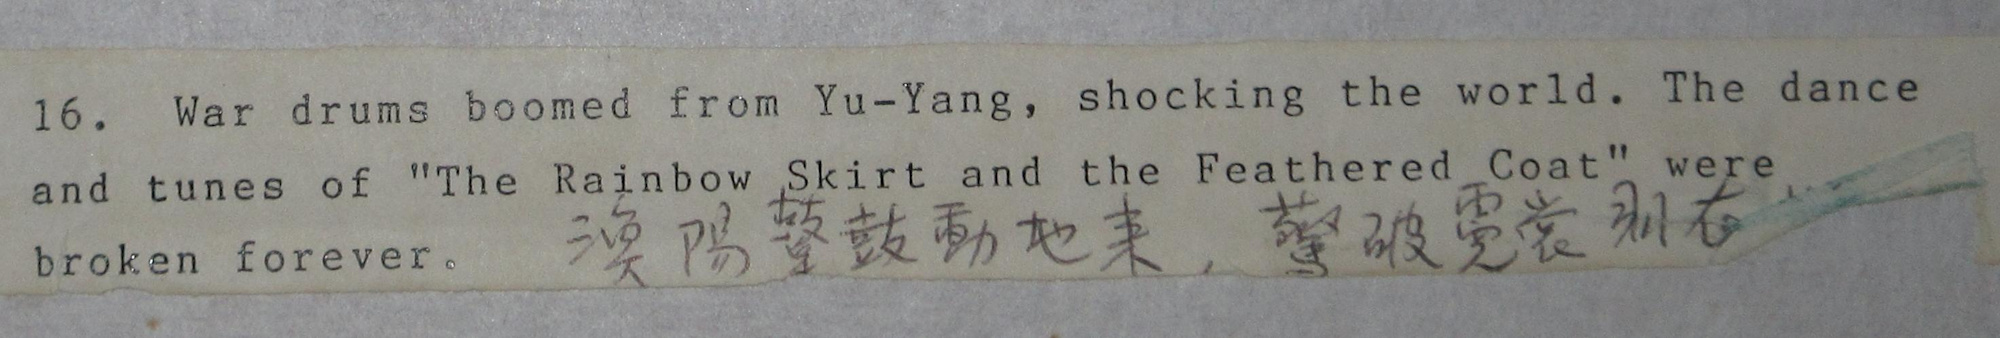 16. War drums boomed from Yu-Yang, shocking the world. The dance
and tunes of "The Rainbow Skirt and the Feathered Coat" were
broken forever. 漁陽鼙鼓動地来，驚破霓裳羽衣